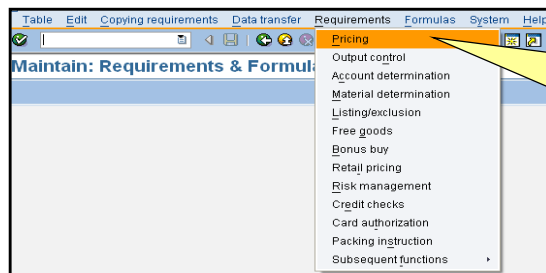 Table Edit Copying requirements Data transfer Requirements Formulas System Help
Maintain: Requirements & Formula
Pricing
Output control
Account determination
Material determination
Listing/exclusion
Free goods
Bonus buy
Retail pricing
Risk management
Credit checks
Card authorization
Packing instruction
Subsequent functions